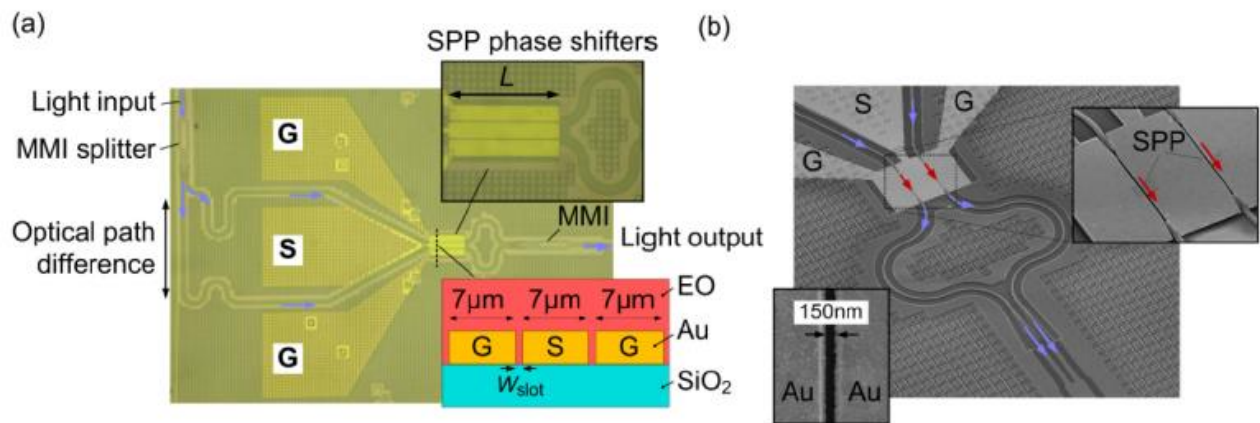 (a)
SPP phase shifters
L
Light input
MMI splitter
G
Optical path
difference
S
MMI
Light output
G
7μm 7μm 7μm
EO
G S G
Au
Wslot
SiO2
(b)
S
G
G
SPP
150nm
Au Au